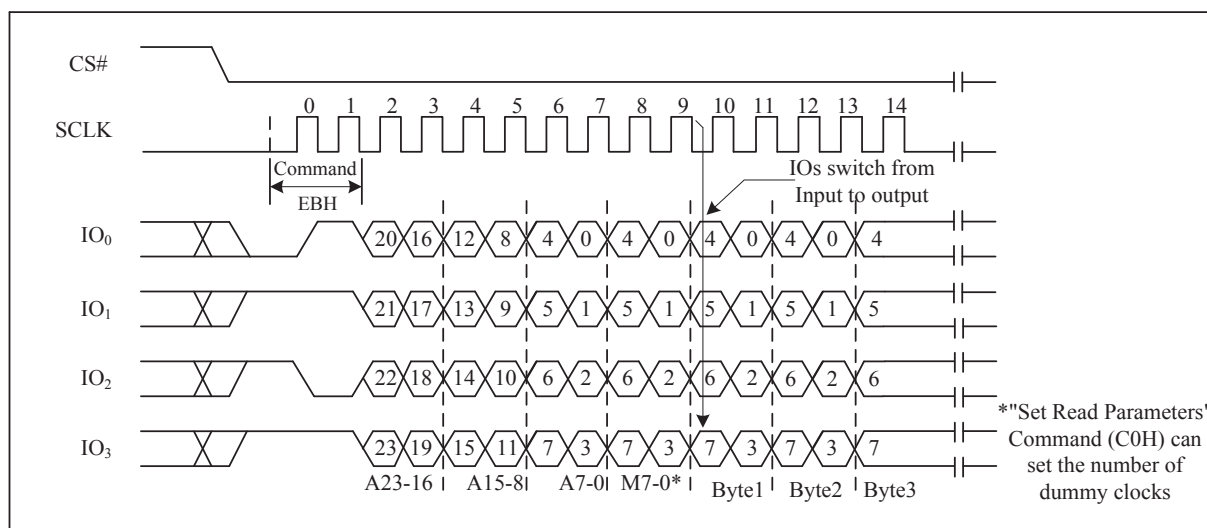 CS#
0 1 2 3 4 5 6 7 8 9 10 11 12 13 14
SCLK
Command
EBH
IOs switch from
Input to output
IO0 20 16 12 8 4 0 4 0 4 0 4 0 4
IO1 21 17 13 9 5 1 5 1 5 1 5 1 5
IO2 22 18 14 10 6 2 6 2 6 2 6 2 6
IO3 23 19 15 11 7 3 7 3 7 3 7 3 7
A23-16 A15-8 A7-0 M7-0* Byte1 Byte2 Byte3
*"Set Read Parameters"
Command (C0H) can
set the number of
dummy clocks